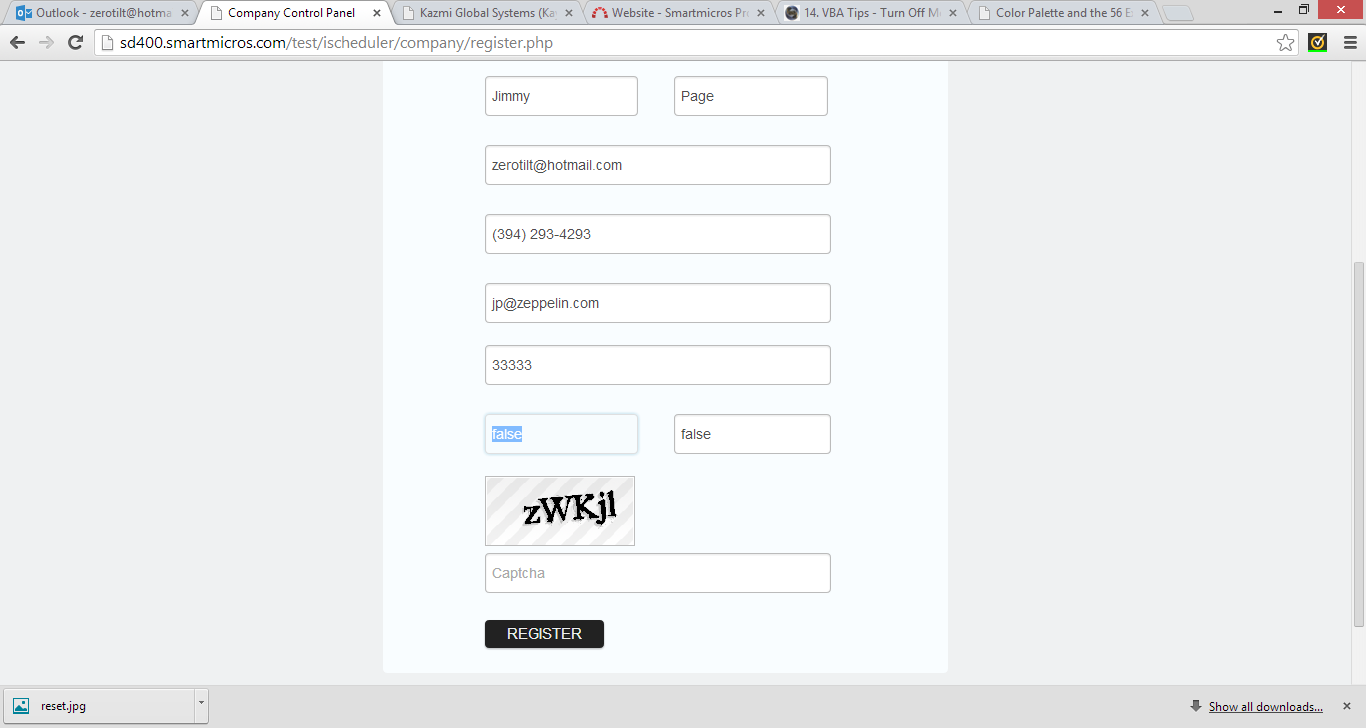 Outlook - zerotilt@hotma
Company Control Panel
Kazmi Global Systems (Ka
Website - Smartmicros Pr
14. VBA Tips - Turn Off M
Color Palette and the 56 E
sd400.smartmicros.com/test/ischeduler/company/register.php
Jimmy Page
zerotilt@hotmail.com
(394) 293-4293
jp@zeppelin.com
33333
false false
zWKjl
Captcha
REGISTER
reset.jpg
Show all downloads...